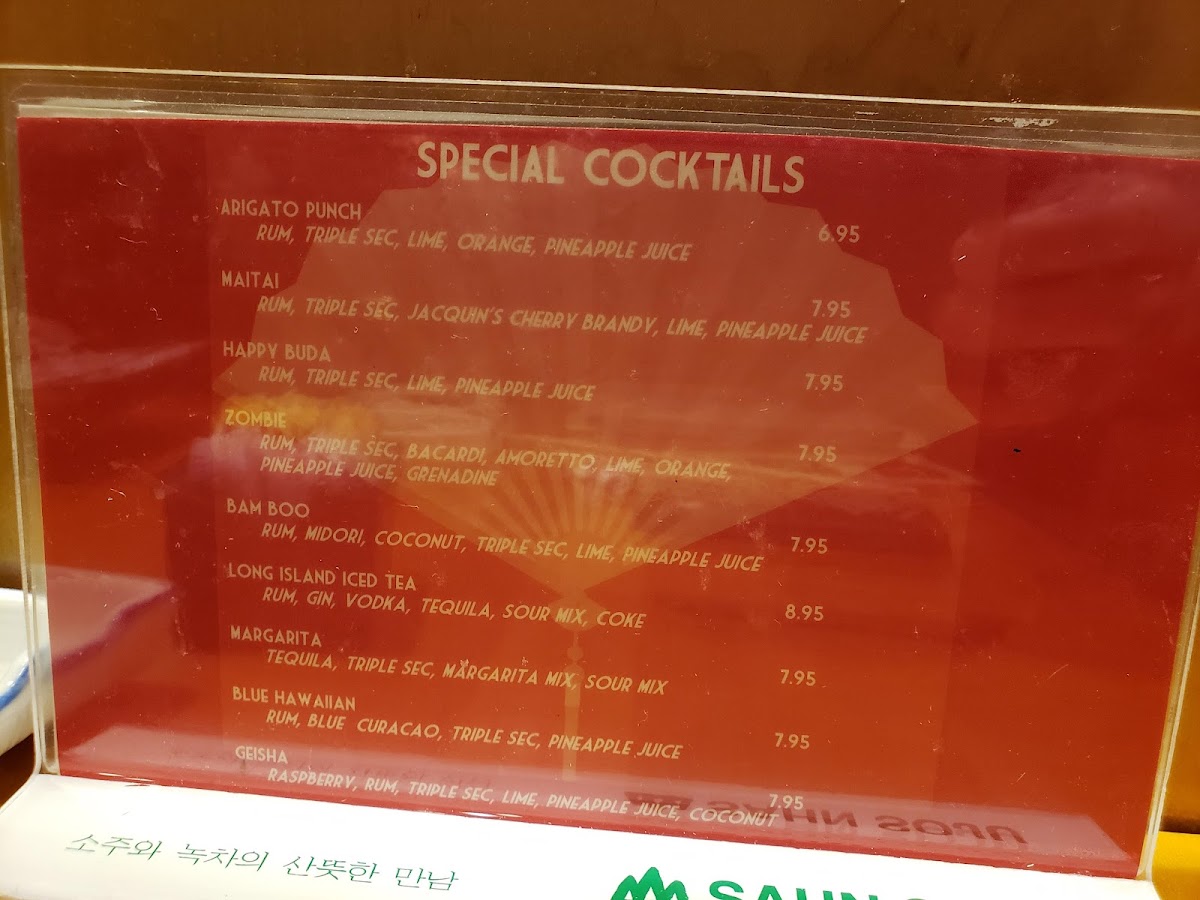 SPECIAL COCKTAILS
ARIGATO PUNCH
RUM, TRIPLE SEC, LIME, ORANGE, PINEAPPLE JUICE 6.95
MAITAI
RUM, TRIPLE SEC, JACQUIN'S CHERRY BRANDY, LIME, PINEAPPLE JUICE 7.95
HAPPY BUDA
RUM, TRIPLE SEC, LIME, PINEAPPLE JUICE 7.95
ZOMBIE
RUM, TRIPLE SEC, BACARDI, AMORETTO, LIME, ORANGE, 7.95
PINEAPPLE JUICE, GRENADINE
BAM BOO
RUM, MIDORI, COCONUT, TRIPLE SEC, LIME, PINEAPPLE JUICE 7.95
LONG ISLAND ICED TEA
RUM, GIN, VODKA, TEQUILA, SOUR MIX, COKE 8.95
MARGARITA
TEQUILA, TRIPLE SEC, MARGARITA MIX, SOUR MIX 7.95
BLUE HAWAIIAN
RUM, BLUE CURACAO, TRIPLE SEC, PINEAPPLE JUICE 7.95
GEISHA
RASPBERRY, RUM, TRIPLE SEC, LIME, PINEAPPLE JUICE, COCONUT 7.95
소주와 녹차의 산뜻한 만남